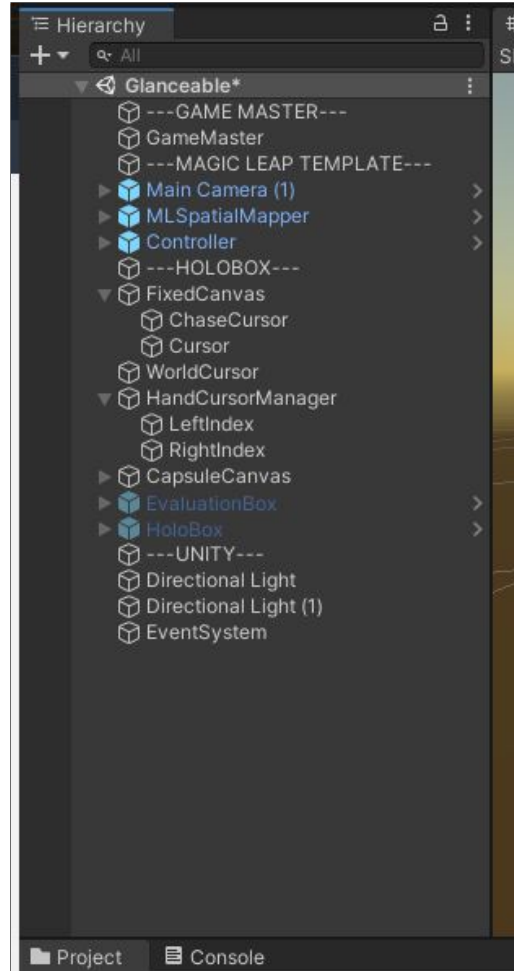 Hierarchy
All
Glanceable*
---GAME MASTER---
GameMaster
---MAGIC LEAP TEMPLATE---
Main Camera (1)
MLSpatialMapper
Controller
---HOLOBOX---
FixedCanvas
ChaseCursor
Cursor
WorldCursor
HandCursorManager
LeftIndex
RightIndex
CapsuleCanvas
EvaluationBox
HoloBox
---UNITY---
Directional Light
Directional Light (1)
EventSystem
Project
Console